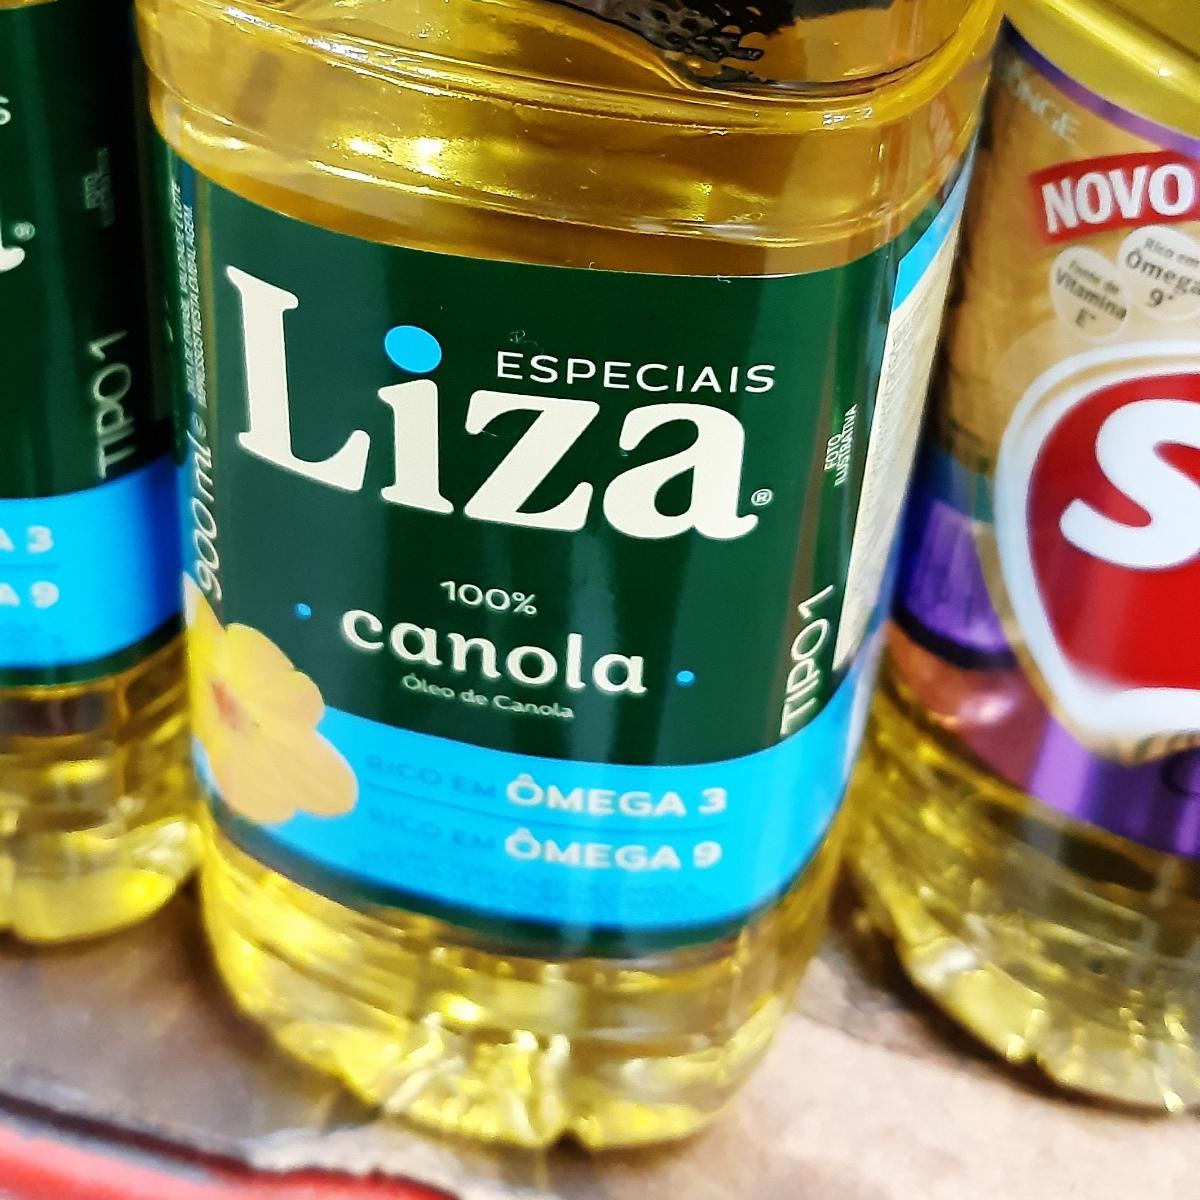 ESPECIAIS
Liza®
100%
canola
Óleo de Canola
RICO EM ÔMEGA 3
RICO EM ÔMEGA 9
900 ml e
TIPO 1
FOTO
ILUSTRATIVA
TIPO 1
A 3
A 9
NOVO
Rico em
Ômega
9*
Fonte de
Vitamina
E*
S